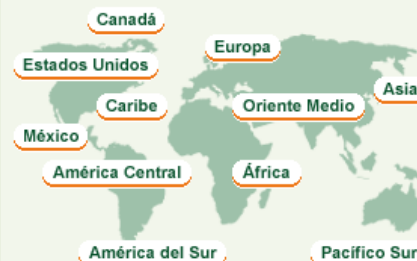 Canadá
Europa
Estados Unidos
Asia
Caribe
Oriente Medio
México
América Central
África
América del Sur
Pacífico Sur